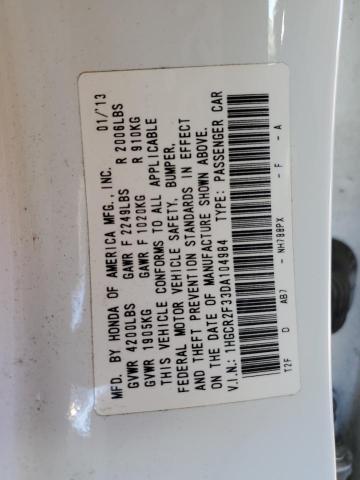 MFD. BY HONDA OF AMERICA MFG., INC. 01/'13
GVWR 4200LBS GAWR F 2249LBS R 2006LBS
GVWR 1905KG GAWR F 1020KG R 910KG
THIS VEHICLE CONFORMS TO ALL APPLICABLE
FEDERAL MOTOR VEHICLE SAFETY, BUMPER,
AND THEFT PREVENTION STANDARDS IN EFFECT
ON THE DATE OF MANUFACTURE SHOWN ABOVE.
V.I.N.: 1HGCR2F33DA104984 TYPE: PASSENGER CAR
T2F D AB7 - NH788PX - F - A